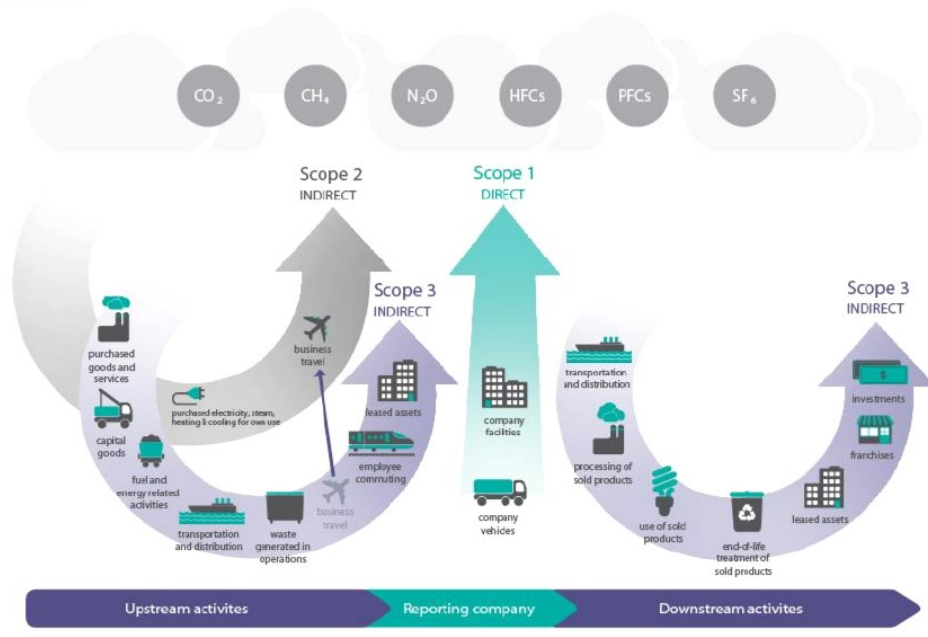 CO₂
CH₄
N₂O
HFCs
PFCs
SF₆
Scope 2
INDIRECT
Scope 1
DIRECT
Scope 3
INDIRECT
Scope 3
INDIRECT
purchased
goods and
services
capital
goods
fuel and
energy related
activities
purchased electricity, steam,
heating & cooling for own use
transportation
and distribution
waste
generated in
operations
business
travel
business
travel
employee
commuting
leased assets
company
facilities
company
vehicles
transportation
and distribution
processing of
sold products
use of sold
products
end-of-life
treatment of
sold products
leased assets
franchises
$
investments
Upstream activites
Reporting company
Downstream activites